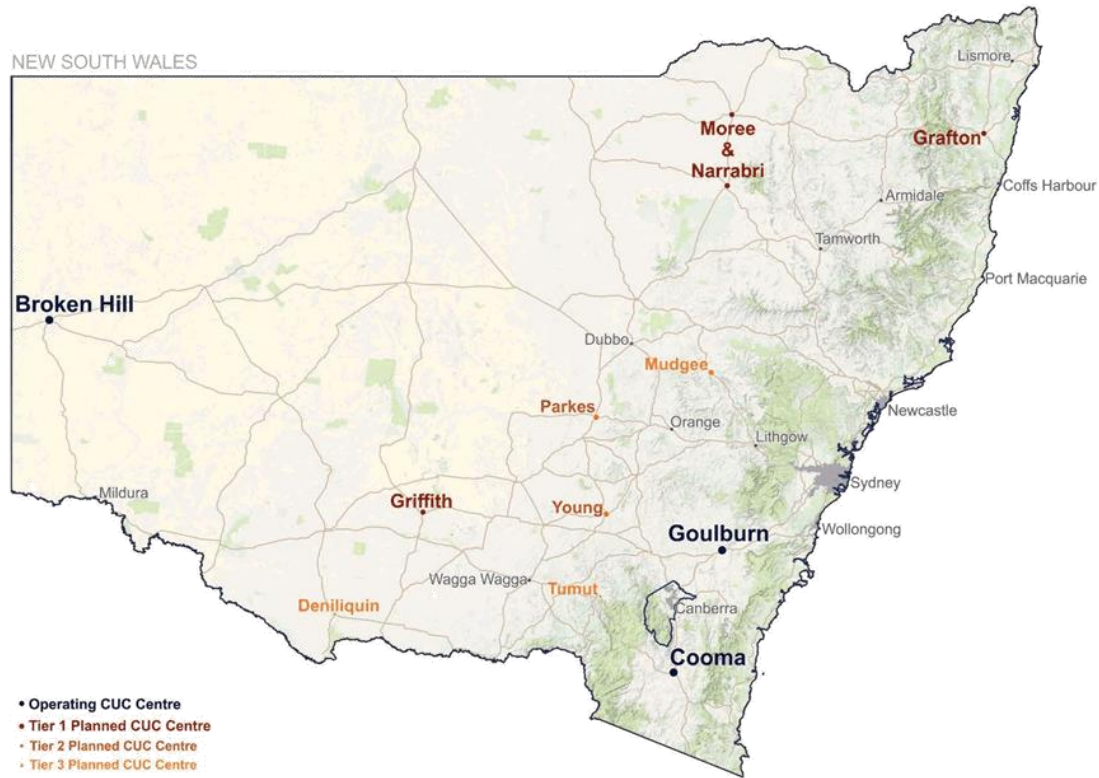 NEW SOUTH WALES
Lismore
Moree
&
Narrabri
Grafton
Coffs Harbour
Armidale
Tamworth
Port Macquarie
Broken Hill
Dubbo
Mudgee
Parkes
Newcastle
Orange
Lithgow
Sydney
Mildura
Griffith
Young
Wollongong
Goulburn
Wagga Wagga
Tumut
Deniliquin
Canberra
Cooma
• Operating CUC Centre
• Tier 1 Planned CUC Centre
• Tier 2 Planned CUC Centre
• Tier 3 Planned CUC Centre